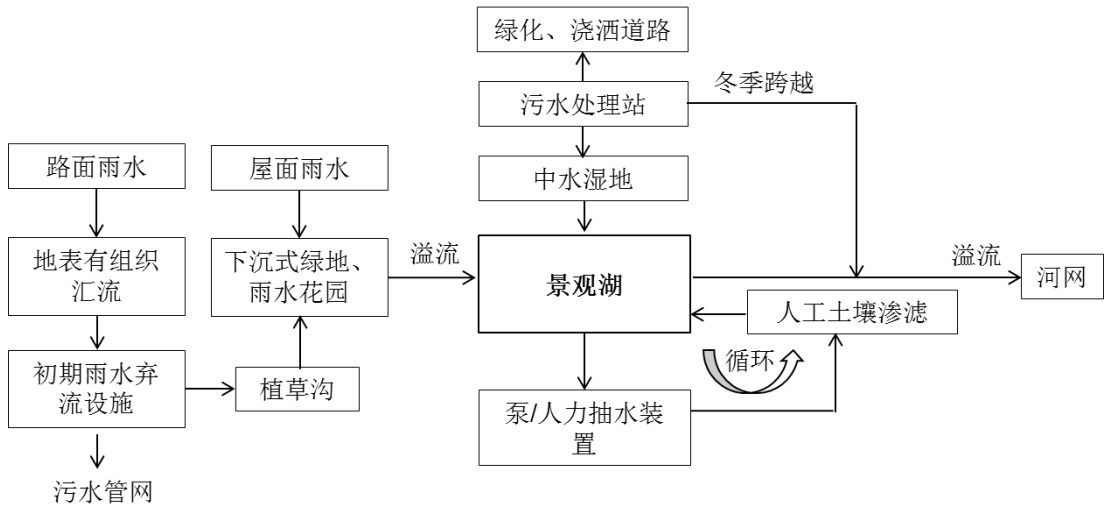 绿化、浇洒道路
污水处理站
冬季跨越
路面雨水
屋面雨水
中水湿地
地表有组织
汇流
下沉式绿地、
雨水花园
溢流
景观湖
溢流
河网
人工土壤渗滤
初期雨水弃
流设施
植草沟
循环
泵/人力抽水装
置
污水管网